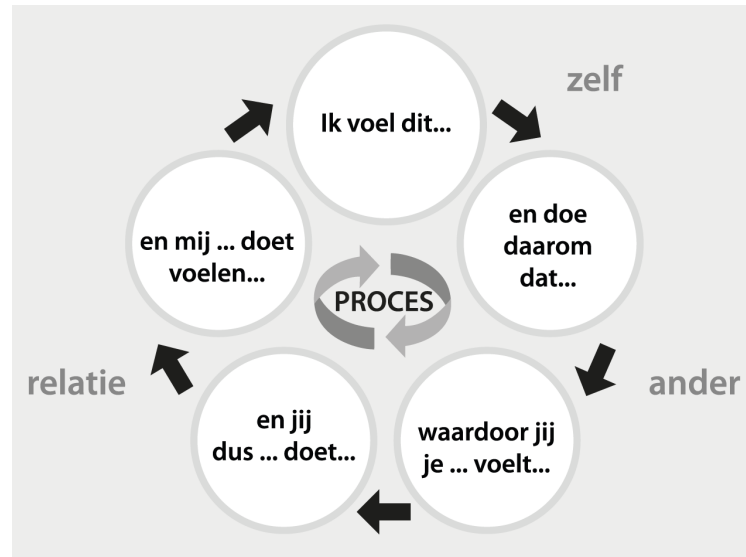 zelf
Ik voel dit...
en doe
daarom
dat...
en mij ... doet
voelen...
PROCES
relatie
ander
en jij
dus ... doet...
waardoor jij
je ... voelt...